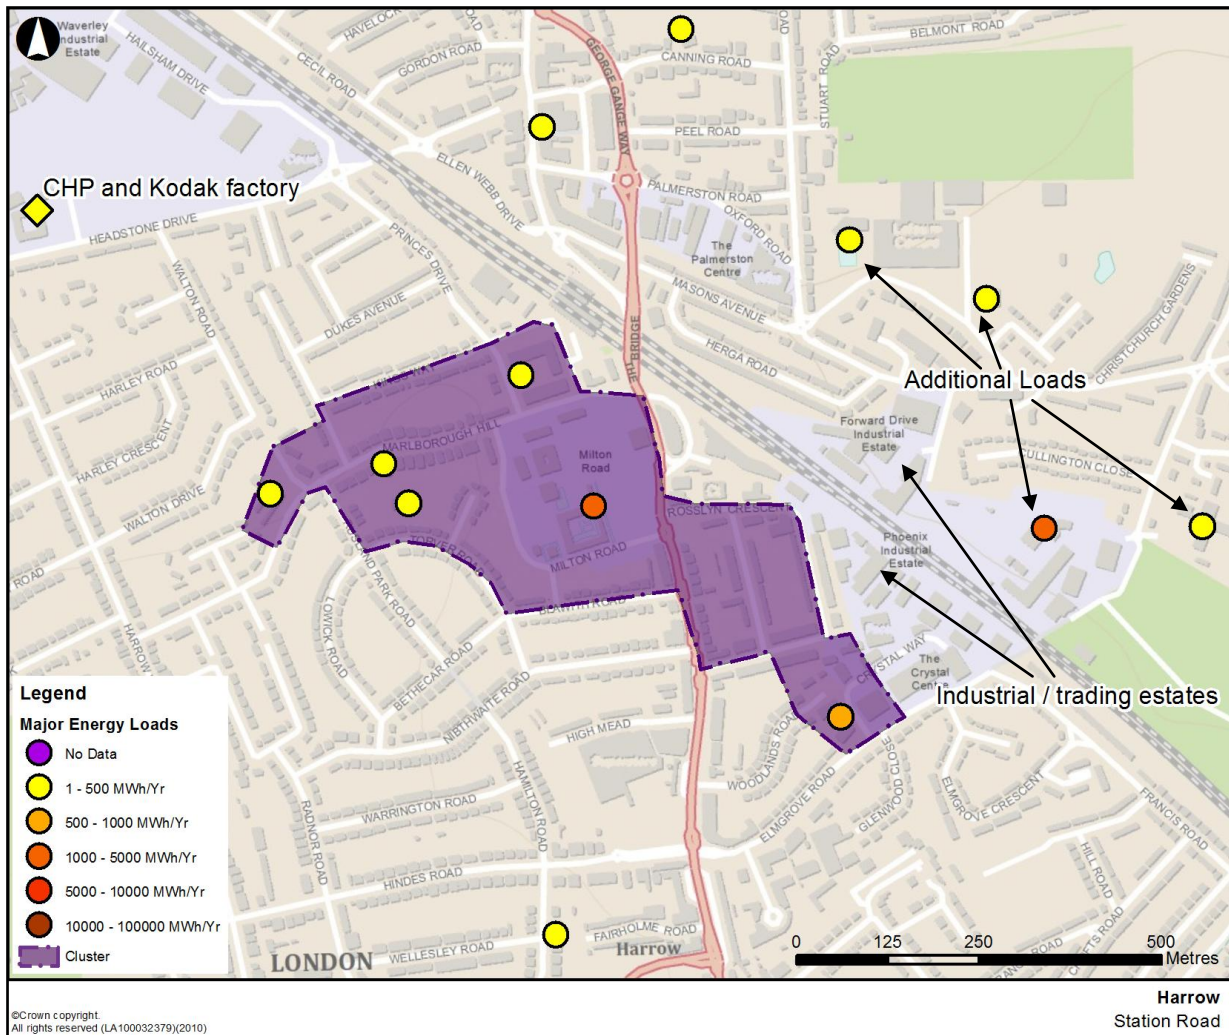 Waverley
Industrial
Estate
HAILSHAM DRIVE
CECIL ROAD
HAVELOCK
GORDON ROAD
GEORGE GANGE WAY
CANNING ROAD
STUART ROAD
BELMONT ROAD
PEEL ROAD
ELLEN WEBB DRIVE
PALMERSTON ROAD
OXFORD ROAD
CHP and Kodak factory
HEADSTONE DRIVE
PRINCES DRIVE
WALTON ROAD
The
Palmerston
Centre
MASONS AVENUE
DUKES AVENUE
THE BRIDGE
HERGA ROAD
CHRISTCHURCH GARDENS
HARLEY ROAD
Additional Loads
HARLEY CRESCENT
MARLBOROUGH HILL
Milton
Road
Forward Drive
Industrial
Estate
CULLINGTON CLOSE
WALTON DRIVE
ROSSLYN CRESCENT
Phoenix
Industrial
Estate
MILTON ROAD
ROAD
PARK ROAD
LOWICK ROAD
HARROW
BETHECAR ROAD
NIBTHWAITE ROAD
CRYSTAL WAY
The
Crystal
Centre
Industrial / trading estates
HIGH MEAD
WOODLANDS ROAD
ELMGROVE ROAD
GLENWOOD CLOSE
ELMGROVE CRESCENT
FRANCIS ROAD
HAMILTON ROAD
RADNOR ROAD
WARRINGTON ROAD
HINDES ROAD
HILL ROAD
WELLESLEY ROAD
FAIRHOLME ROAD
Harrow
LONDON
Legend
Major Energy Loads
No Data
1 - 500 MWh/Yr
500 - 1000 MWh/Yr
1000 - 5000 MWh/Yr
5000 - 10000 MWh/Yr
10000 - 100000 MWh/Yr
Cluster
0 125 250 500
Metres
Harrow
Station Road
©Crown copyright.
All rights reserved (LA100032379)(2010)